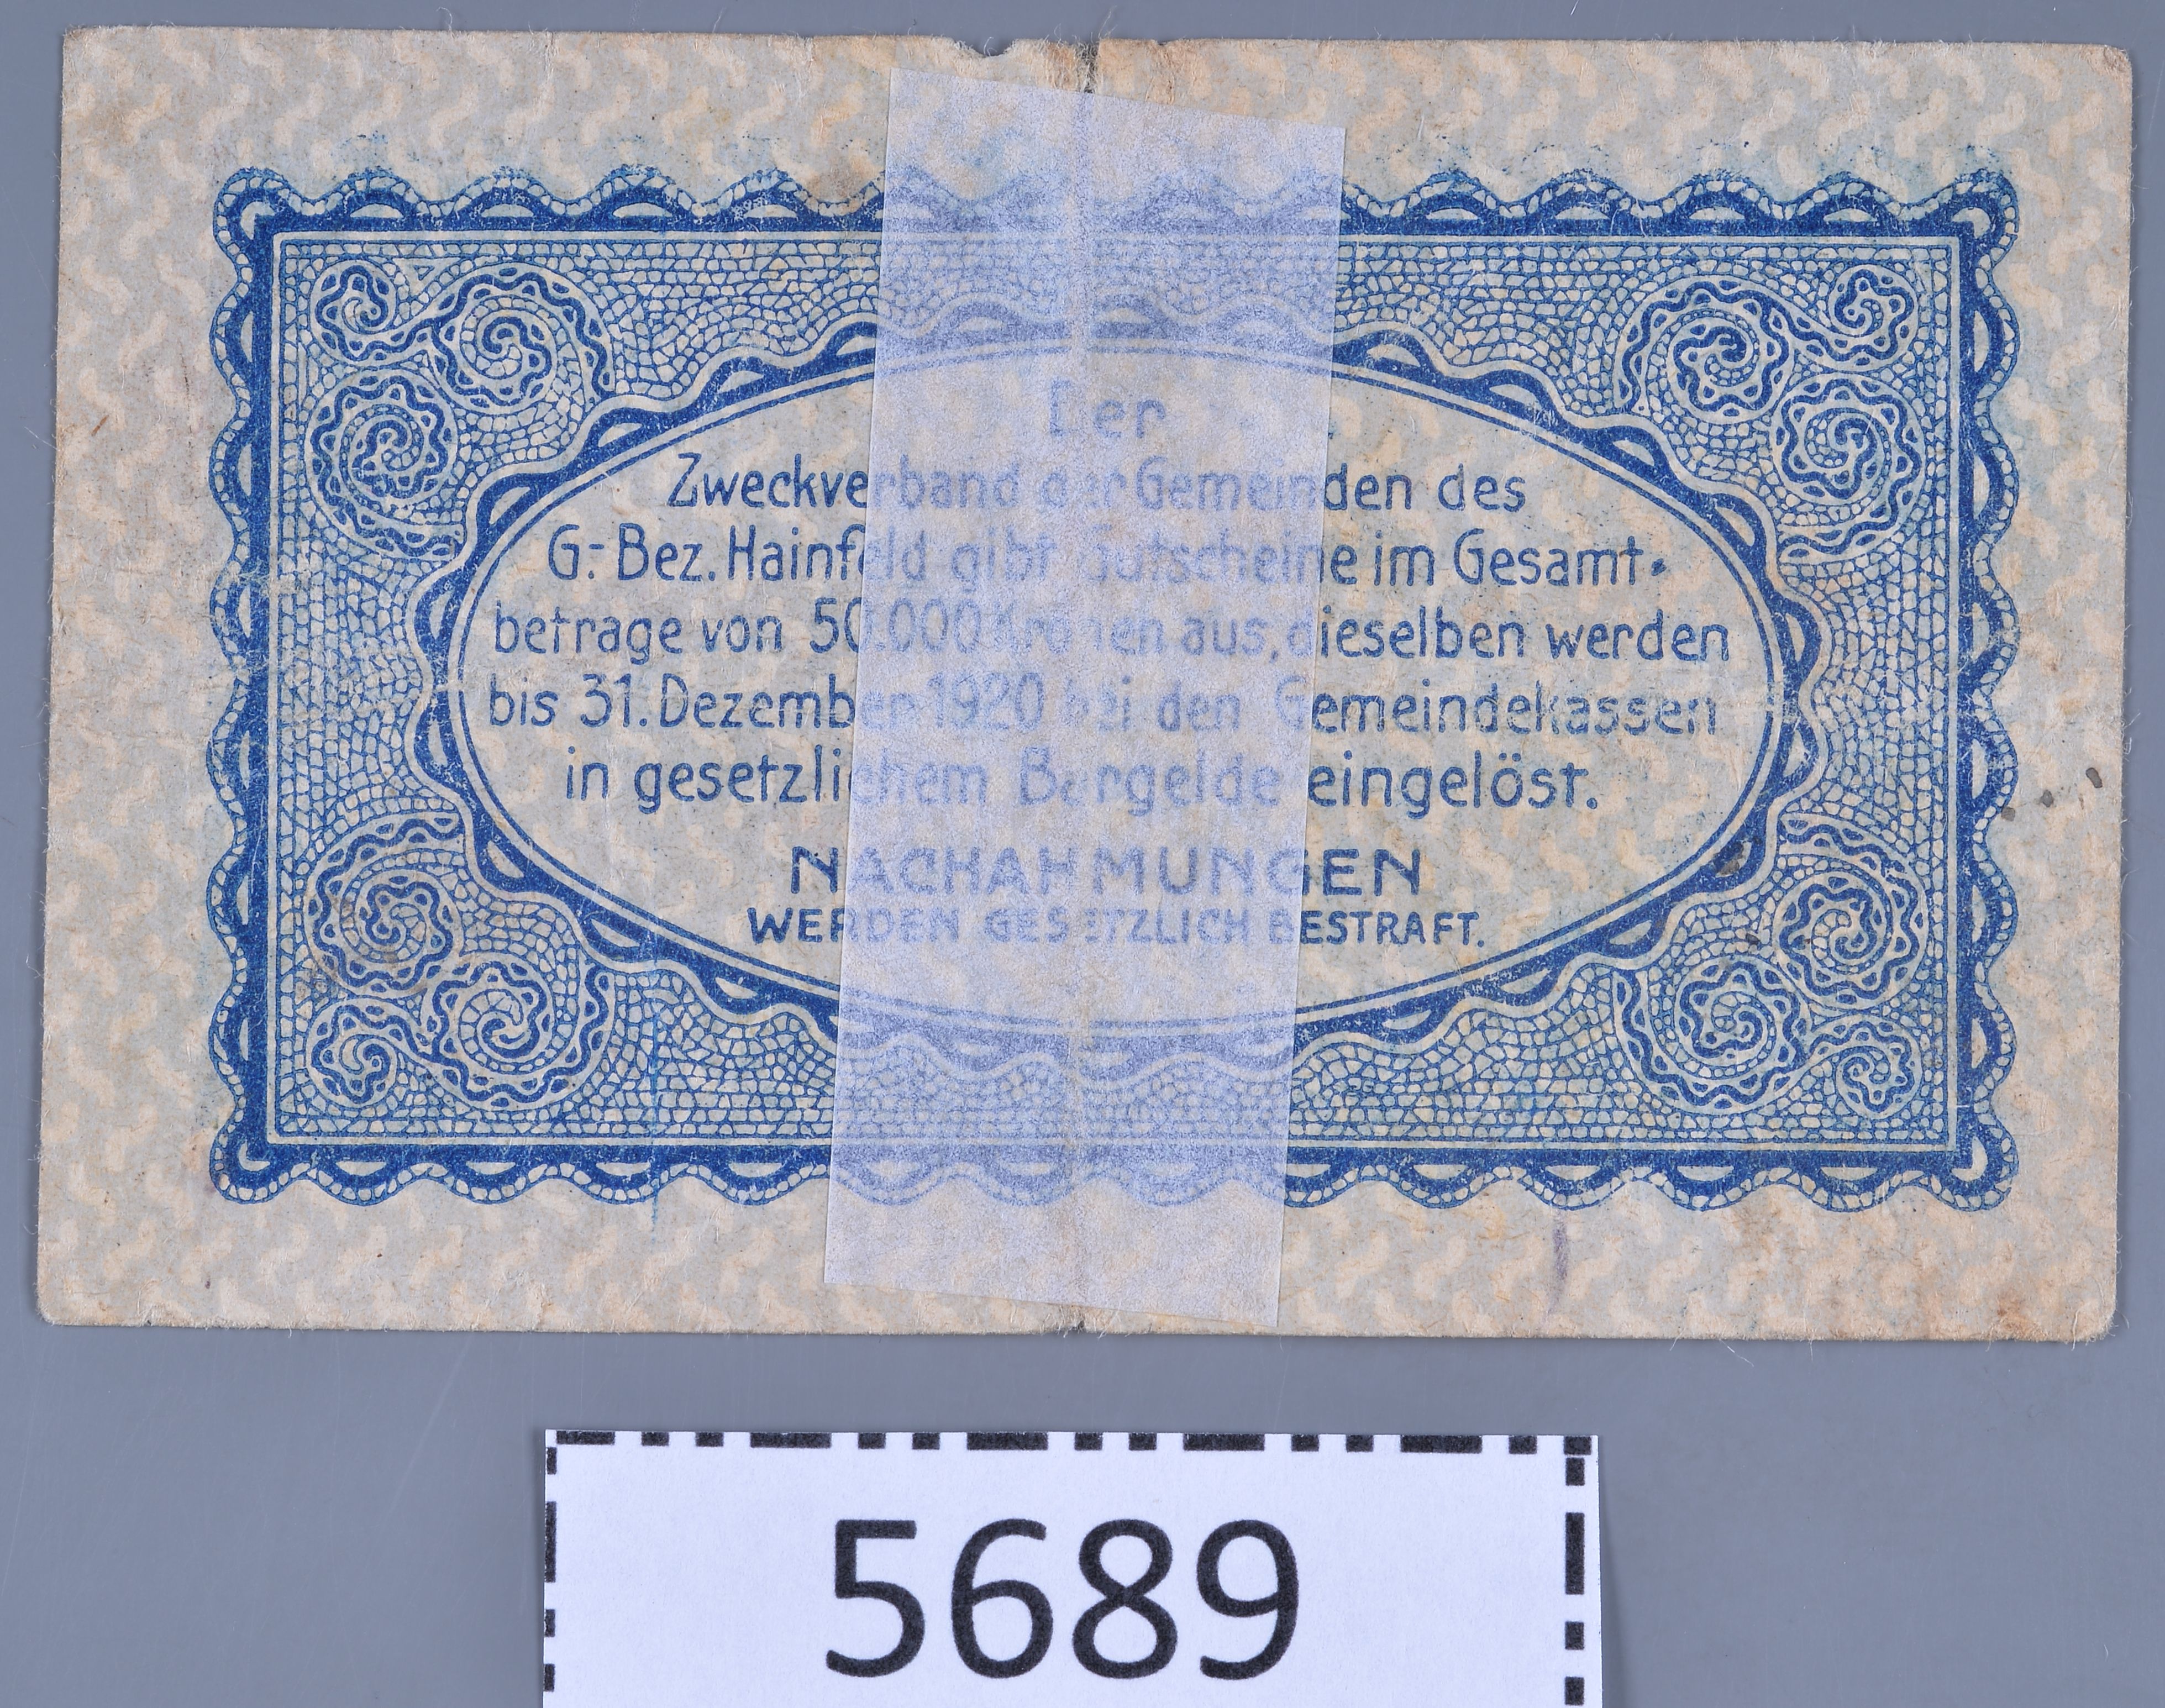 Der
Zweckverband der Gemeinden des
G.-Bez. Hainfeld gibt Gutscheine im Gesamt-
betrage von 50.000 Kronen aus, dieselben werden
bis 31. Dezember 1920 bei den Gemeindekassen
in gesetzlichem Bargelde eingelöst.
NACHAHMUNGEN
WERDEN GESETZLICH BESTRAFT.
5689